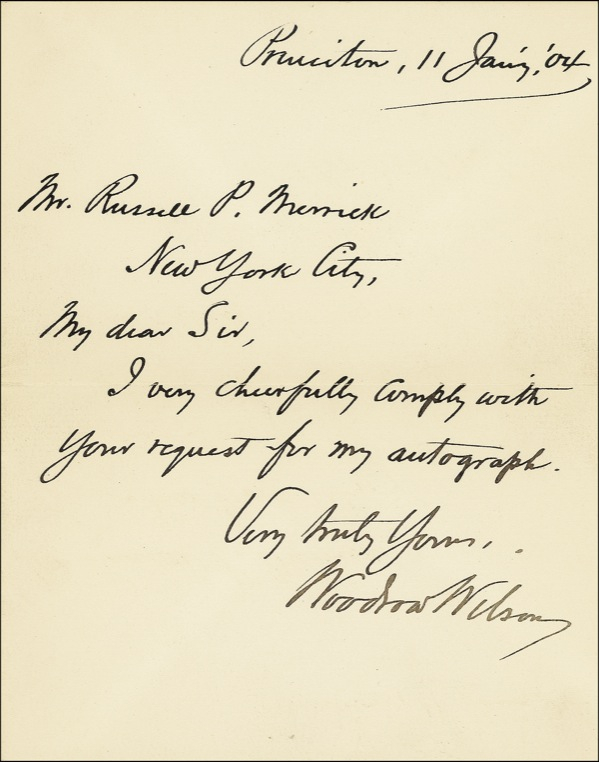 Princeton, 11 Jan'y, '04
Mr. Russell P. Merrick
New York City,
My dear Sir,
I very cheerfully comply with
your request for my autograph.
Very truly Yours,
Woodrow Wilson